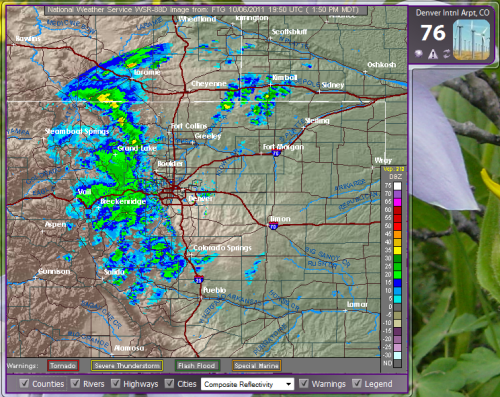 National Weather Service WSR-88D Image from: FTG 10/06/2011 19:50 UTC ( 1:50 PM MDT)
Denver Intnl Arpt, CO
76
Wheatland
Torrington
Scottsbluff
Rawlins
Oshkosh
Laramie
Kimball
Cheyenne
Sidney
Sterling
Fort Collins
Steamboat Springs
Greeley
Grand Lake
Fort Morgan
76
Boulder
Wray
Vail
Denver
Breckenridge
Limon
70
Aspen
Colorado Springs
Gunnison
Salida
Pueblo
Lamar
Alamosa
Vcp: 212
DBZ
75
70
65
60
55
50
45
40
35
30
25
20
15
10
5
0
-5
-10
-15
-20
-25
-30
ND
Warnings:
Tornado
Severe Thunderstorm
Flash Flood
Special Marine
Counties
Rivers
Highways
Cities
Composite Reflectivity
Warnings
Legend